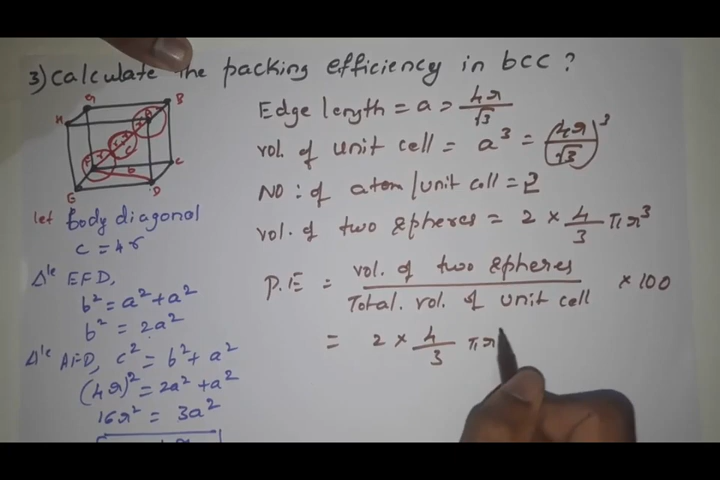 3) Calculate the packing efficiency in bcc ?
H
B
F
r
C
b
C
G
D
let body diagonal
c = 4r
Δˡᵉ EFD,
b² = a² + a²
b² = 2a²
Δˡᵉ AFD, c² = b² + a²
(4r)² = 2a² + a²
16r² = 3a²
Edge length = a = 4r/√3
vol. of unit cell = a³ = (4r/√3)³
NO: of atom/unit cell = 2
vol. of two spheres = 2 × 4/3 πr³
P.E = vol. of two spheres / Total. vol. of unit cell × 100
= 2 × 4/3 πr